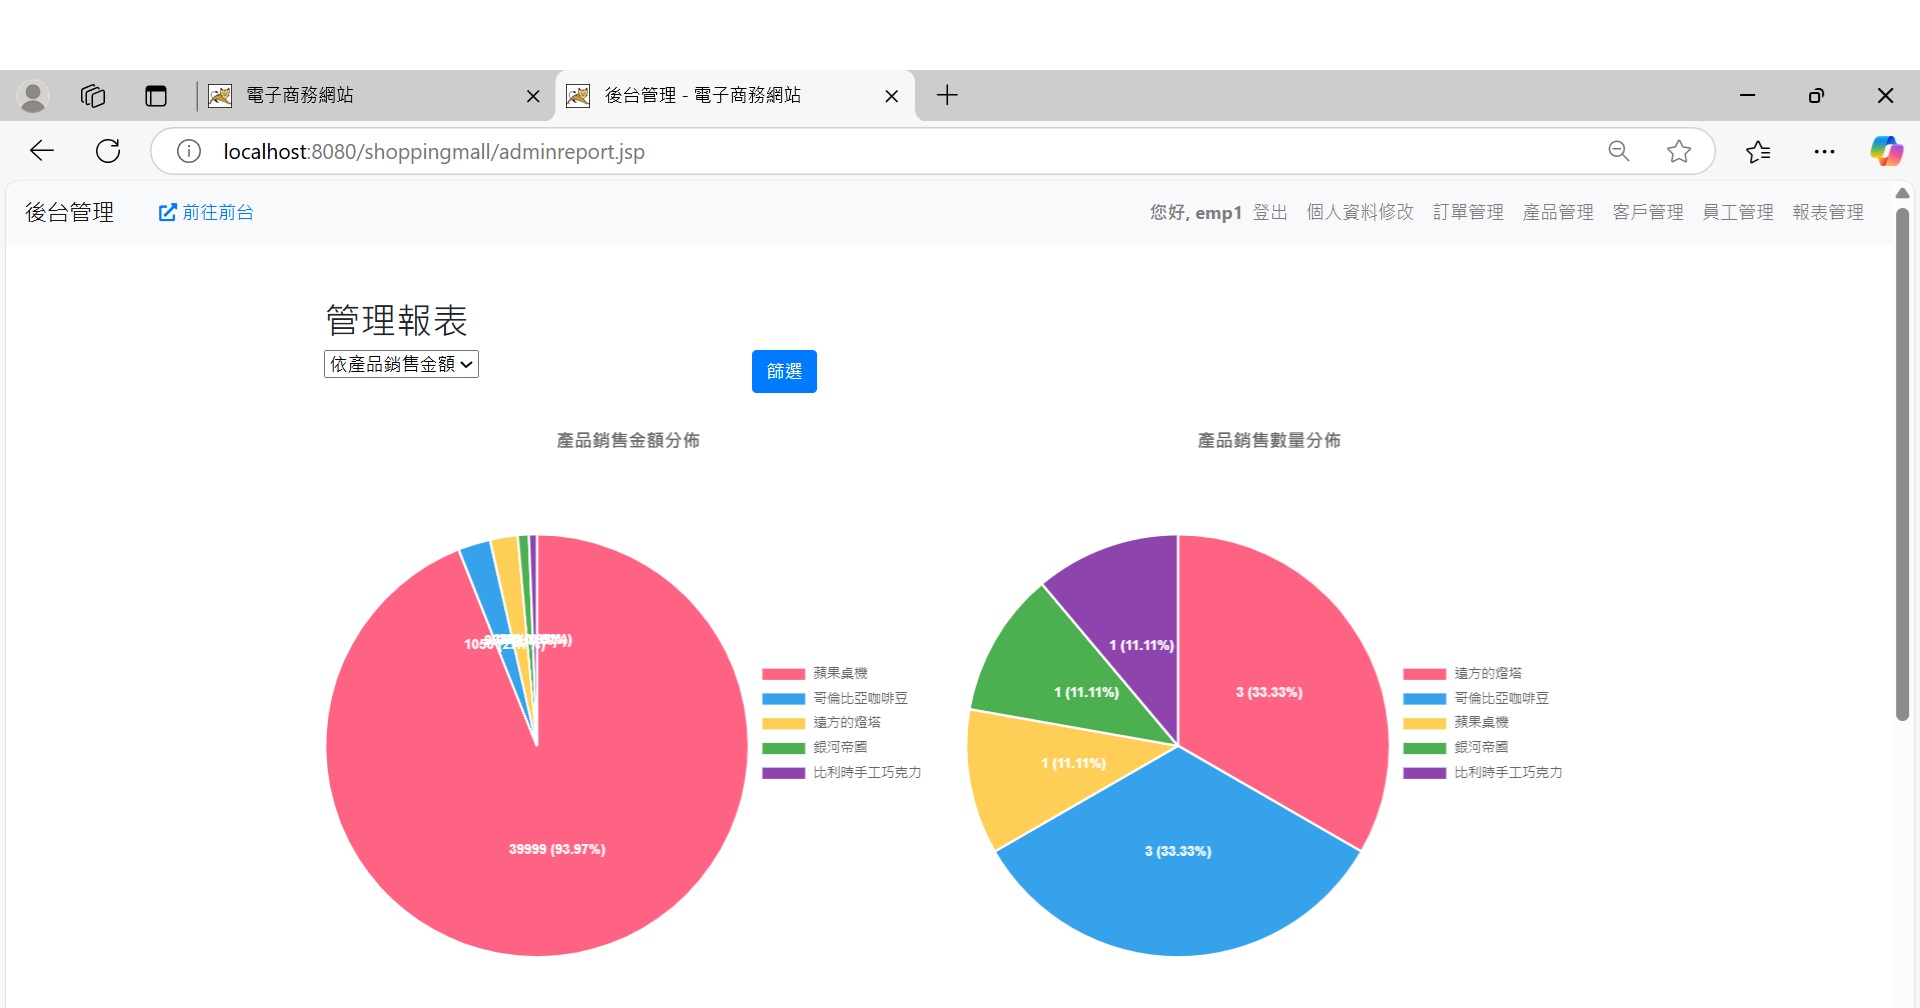 電子商務網站
後台管理 - 電子商務網站
localhost:8080/shoppingmall/adminreport.jsp
後台管理
前往前台
您好, emp1 登出 個人資料修改 訂單管理 產品管理 客戶管理 員工管理 報表管理
管理報表
依產品銷售金額
篩選
產品銷售金額分佈
39999 (93.97%)
蘋果桌機
哥倫比亞咖啡豆
遠方的燈塔
銀河帝國
比利時手工巧克力
產品銷售數量分佈
1 (11.11%)
1 (11.11%)
3 (33.33%)
1 (11.11%)
3 (33.33%)
遠方的燈塔
哥倫比亞咖啡豆
蘋果桌機
銀河帝國
比利時手工巧克力